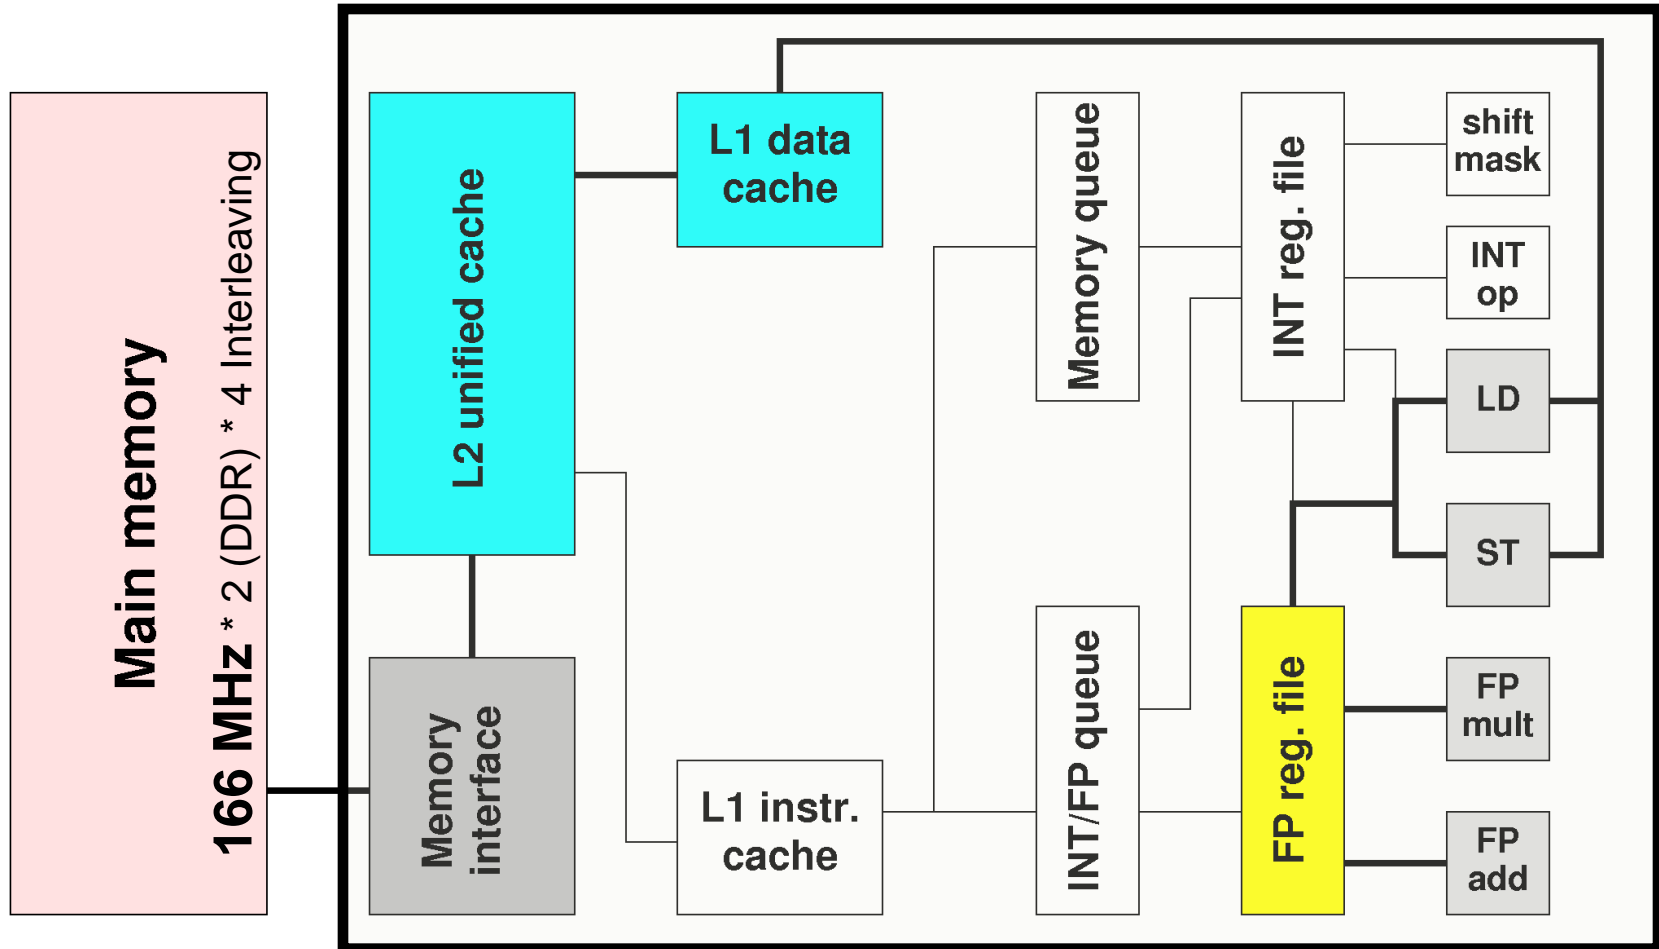 Main memory
166 MHz * 2 (DDR) * 4 Interleaving
L2 unified cache
Memory
interface
L1 data
cache
L1 instr.
cache
Memory queue
INT/FP queue
INT reg. file
FP reg. file
shift
mask
INT
op
LD
ST
FP
mult
FP
add